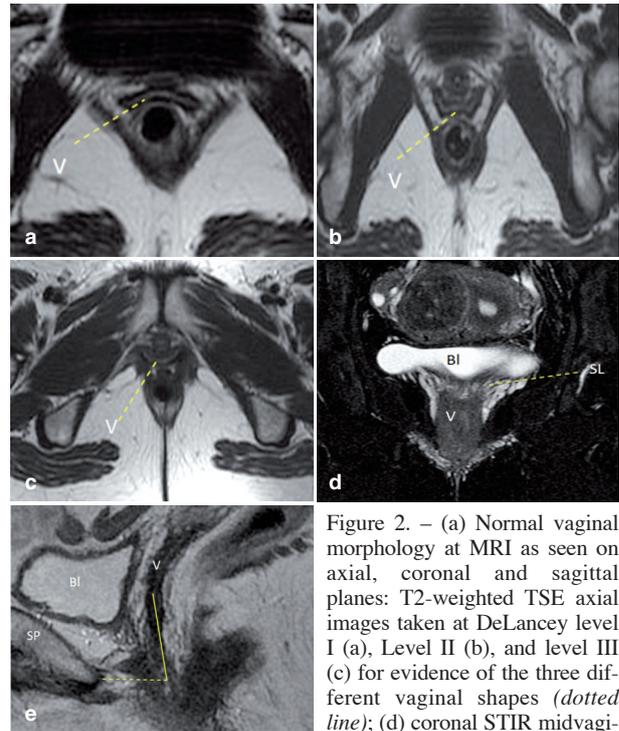 V
a
V
b
V
c
Bl
SL
V
d
Bl
V
SP
e
Figure 2. – (a) Normal vaginal
morphology at MRI as seen on
axial, coronal and sagittal
planes: T2-weighted TSE axial
images taken at DeLancey level
I (a), Level II (b), and level III
(c) for evidence of the three dif-
ferent vaginal shapes (dotted
line); (d) coronal STIR midvagi-